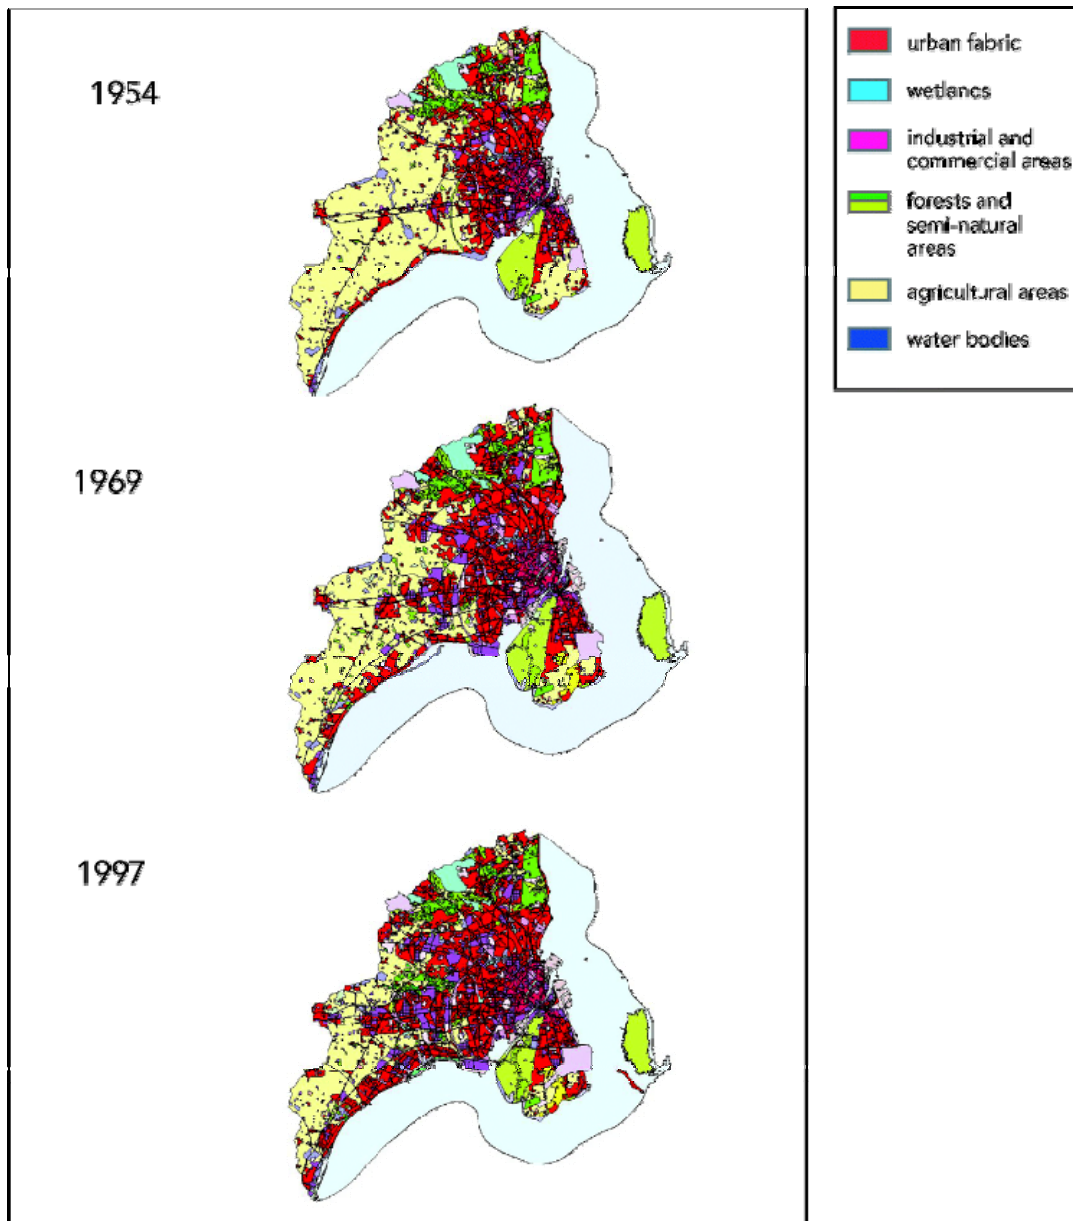 1954
urban fabric
wetlancs
industrial and
commercial areas
forests and
semi-natural
areas
agricultural areas
water bodies
1969
1997